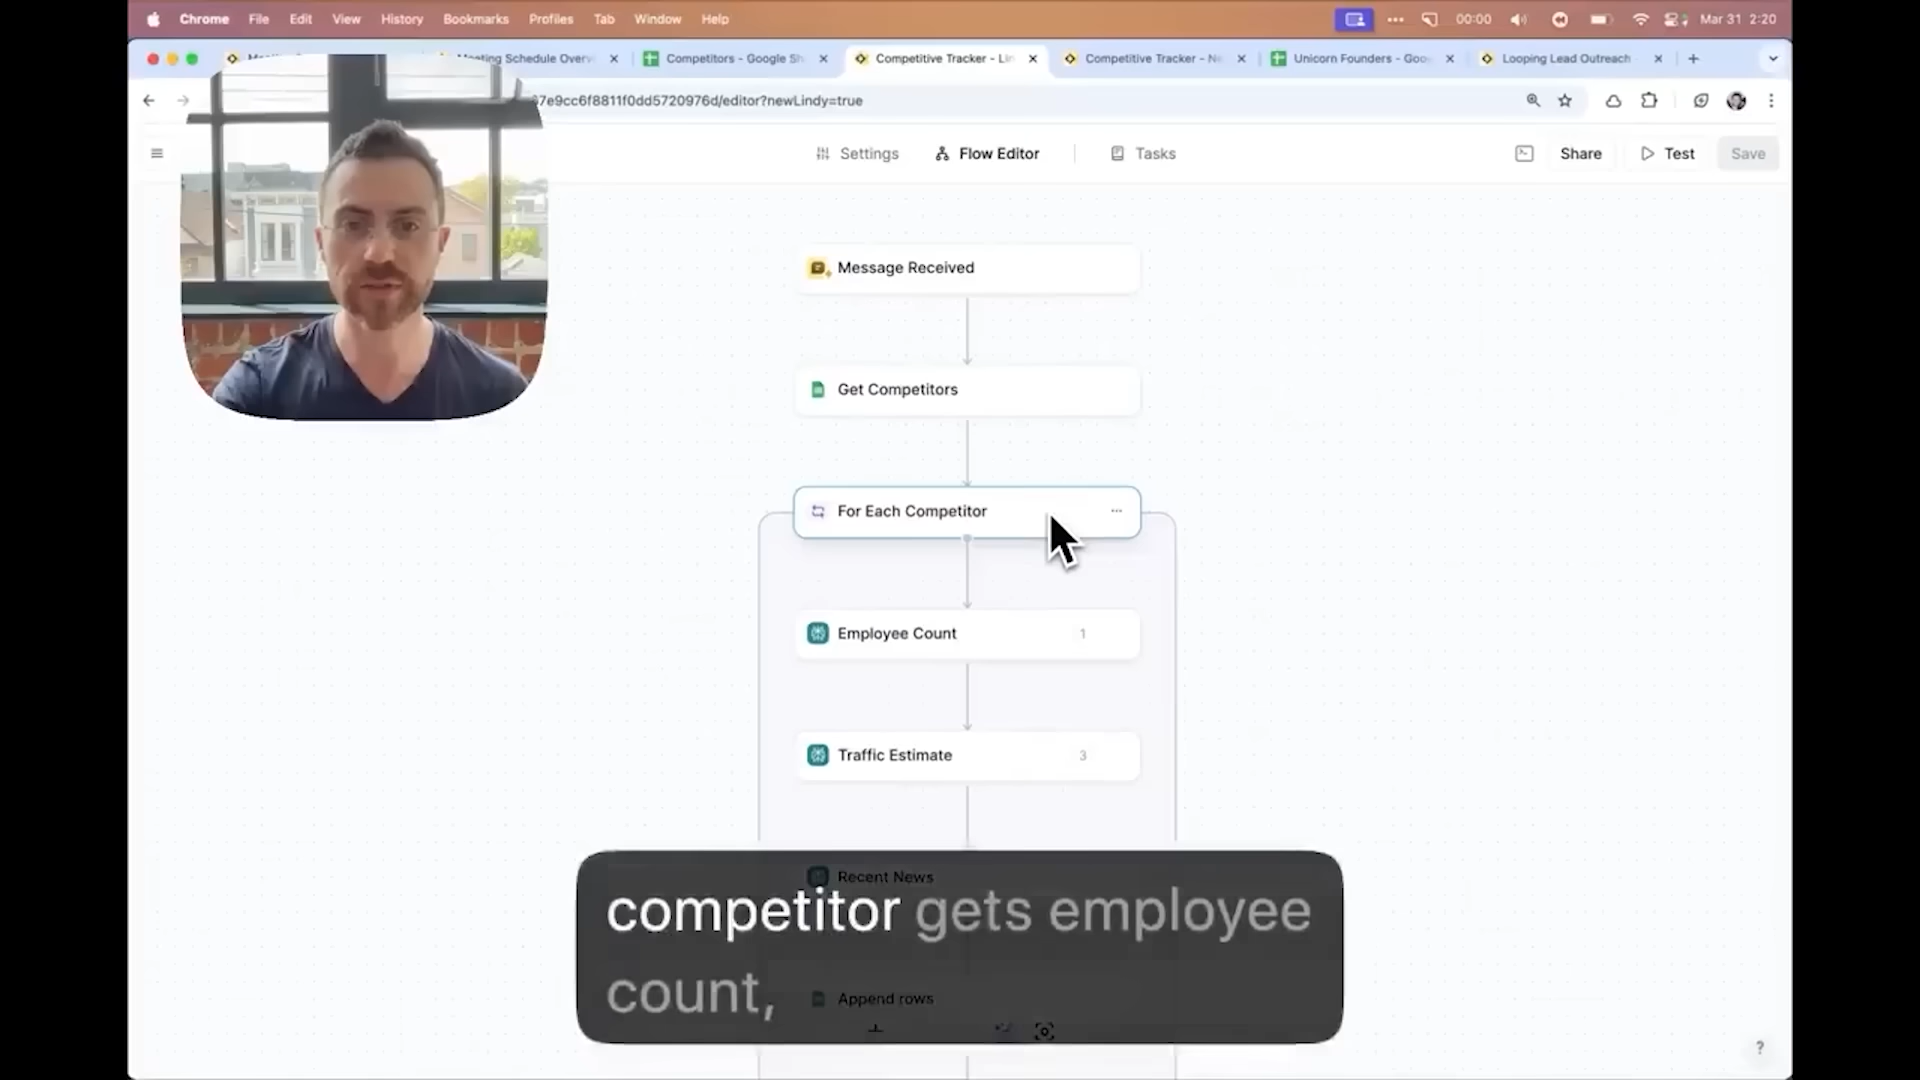 Chrome File Edit View History Bookmarks Profiles Tab Window Help 00:00 Mar 31 2:20
Meeting Schedule Overv Competitors - Google Sh Competitive Tracker - Lin Competitive Tracker - Ne Unicorn Founders - Goo Looping Lead Outreach
7e9cc6f8811f0dd5720976d/editor?newLindy=true
Settings Flow Editor Tasks Share Test Save
Message Received
Get Competitors
For Each Competitor
Employee Count 1
Traffic Estimate 3
Recent News
competitor gets employee
count,
Append rows
?